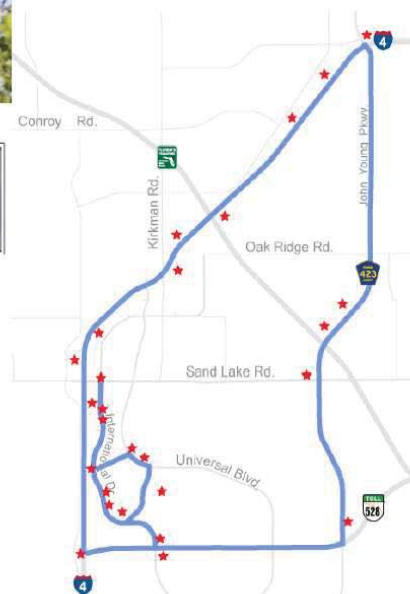 4
Conroy Rd.
Kirkman Rd.
John Young Pkwy.
Oak Ridge Rd.
423
Sand Lake Rd.
International Dr.
Universal Blvd.
TOLL
528
4